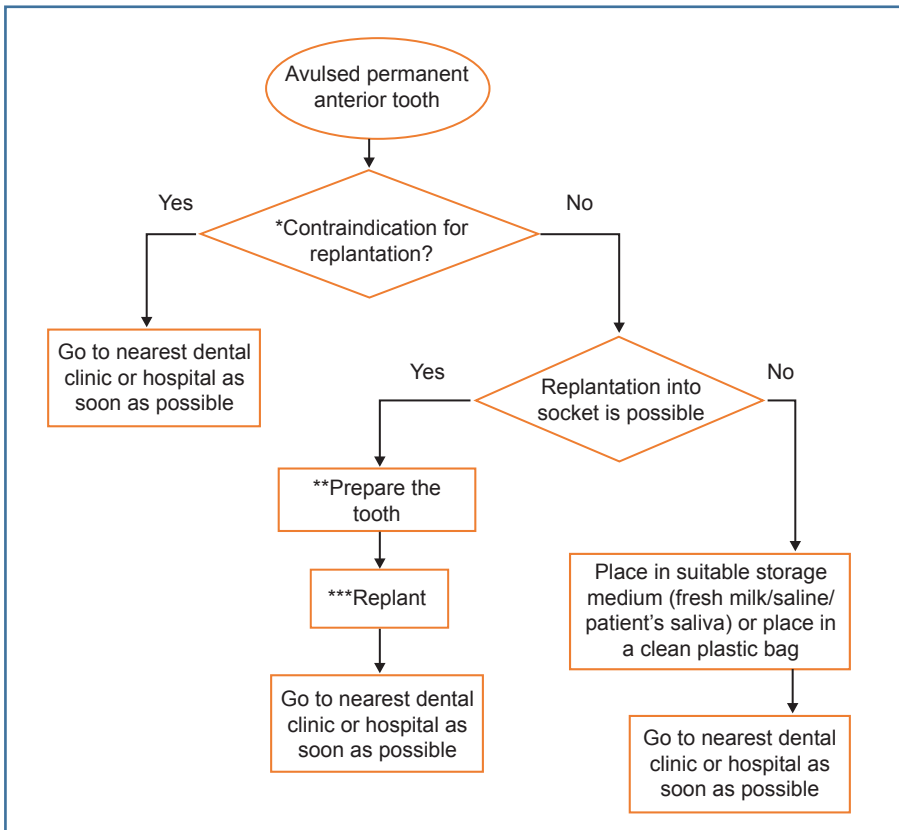 Avulsed permanent
anterior tooth
Yes
No
*Contraindication for
replantation?
Go to nearest dental
clinic or hospital as
soon as possible
Yes
No
Replantation into
socket is possible
**Prepare the
tooth
***Replant
Go to nearest dental
clinic or hospital as
soon as possible
Place in suitable storage
medium (fresh milk/saline/
patient's saliva) or place in
a clean plastic bag
Go to nearest dental
clinic or hospital as
soon as possible